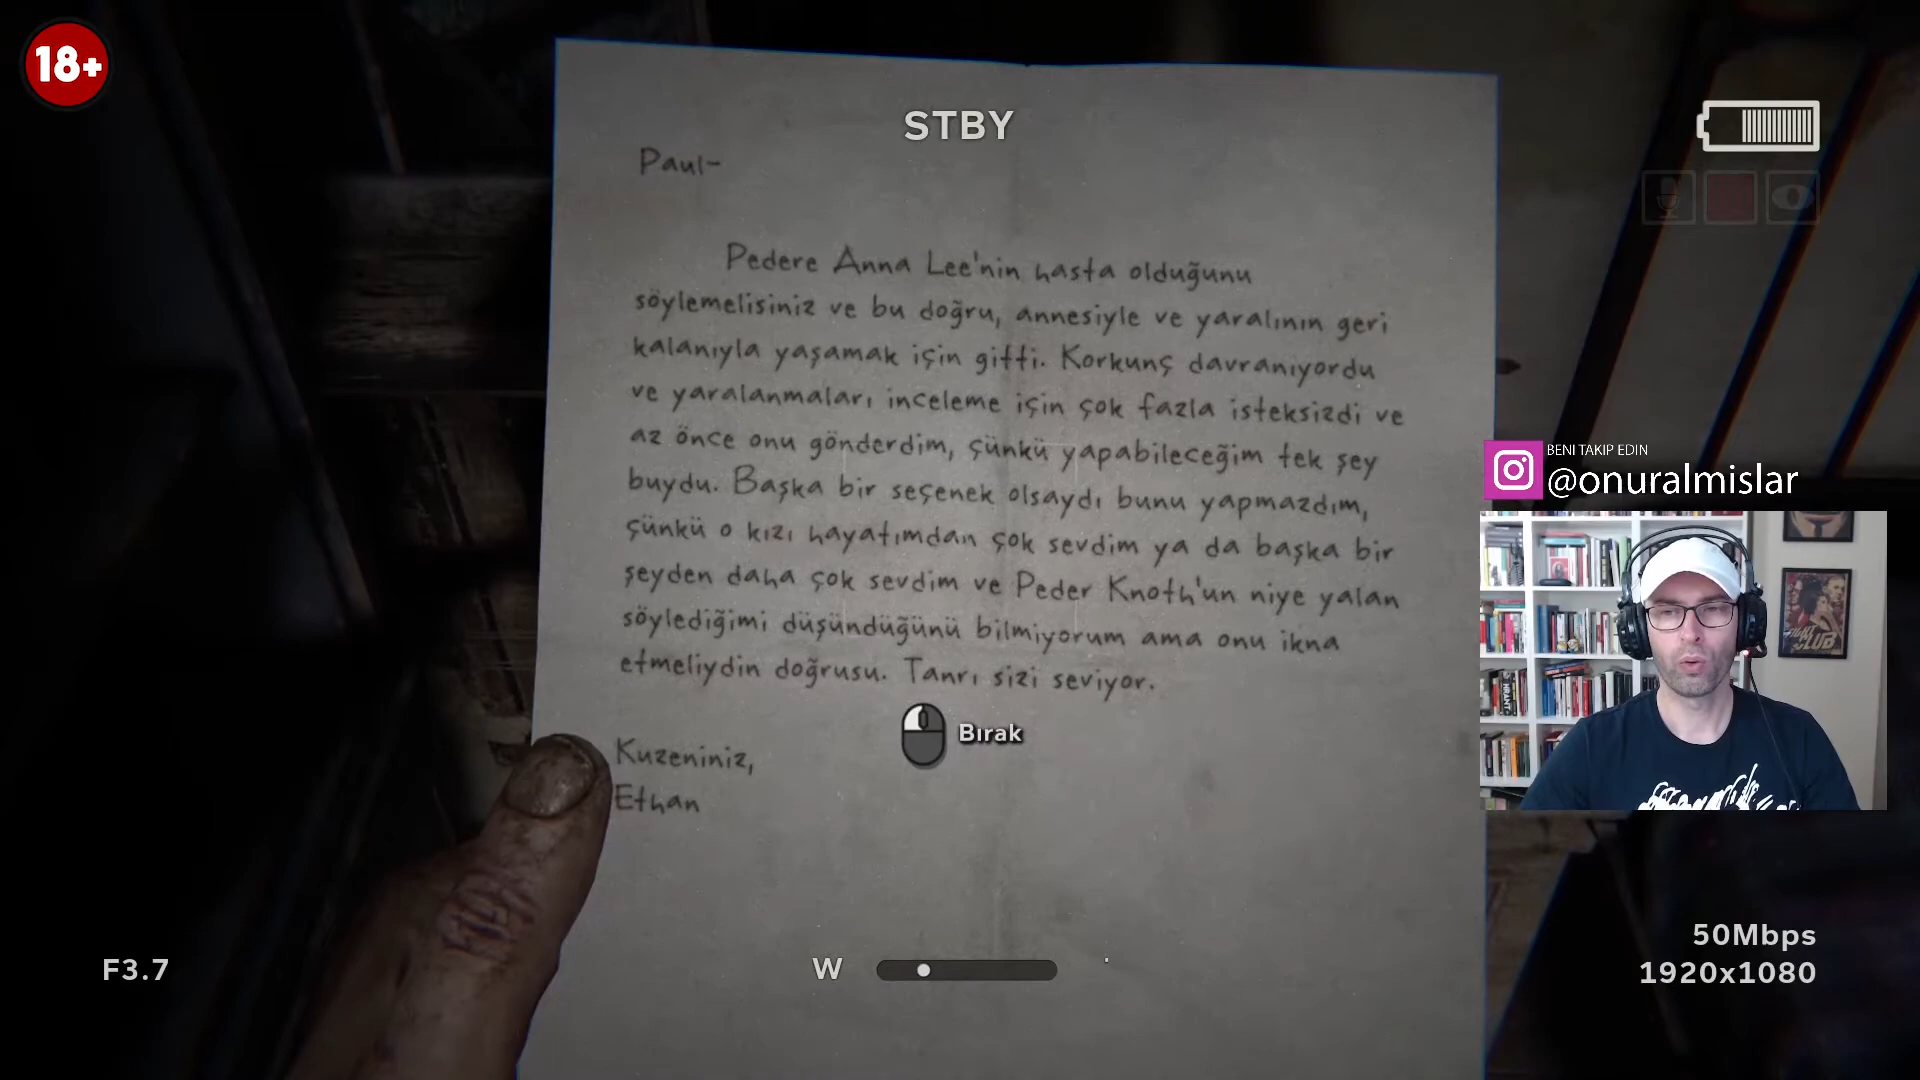 18+
STBY
Paul-
Pedere Anna Lee'nin hasta olduğunu
söylemelisiniz ve bu doğru, annesiyle ve yaralının geri
kalanıyla yaşamak için gitti. Korkunç davranıyordu
ve yaralanmaları inceleme için çok fazla isteksizdi ve
az önce onu gönderdim, çünkü yapabileceğim tek şey
buydu. Başka bir seçenek olsaydı bunu yapmazdım,
çünkü o kızı hayatımdan çok sevdim ya da başka bir
şeyden daha çok sevdim ve Peder Knoth'un niye yalan
söylediğimi düşündüğünü bilmiyorum ama onu ikna
etmeliydin doğrusu. Tanrı sizi seviyor.
Bırak
Kuzeniniz,
Ethan
BENI TAKIP EDIN
@onuralmislar
F3.7
W
50Mbps
1920x1080